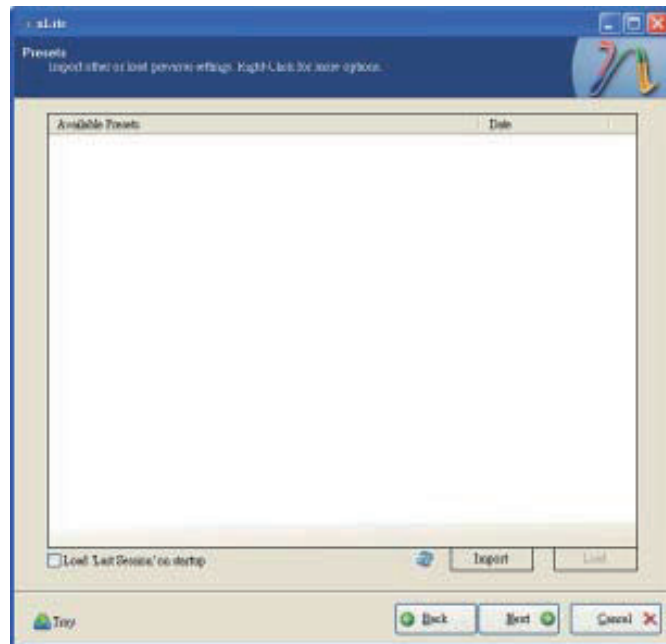 nLite
Presets
Import other or load previous settings. Right-Click for more options.
Available Presets Date
Load 'Last Session' on startup
Import Load
Tray Back Next Cancel